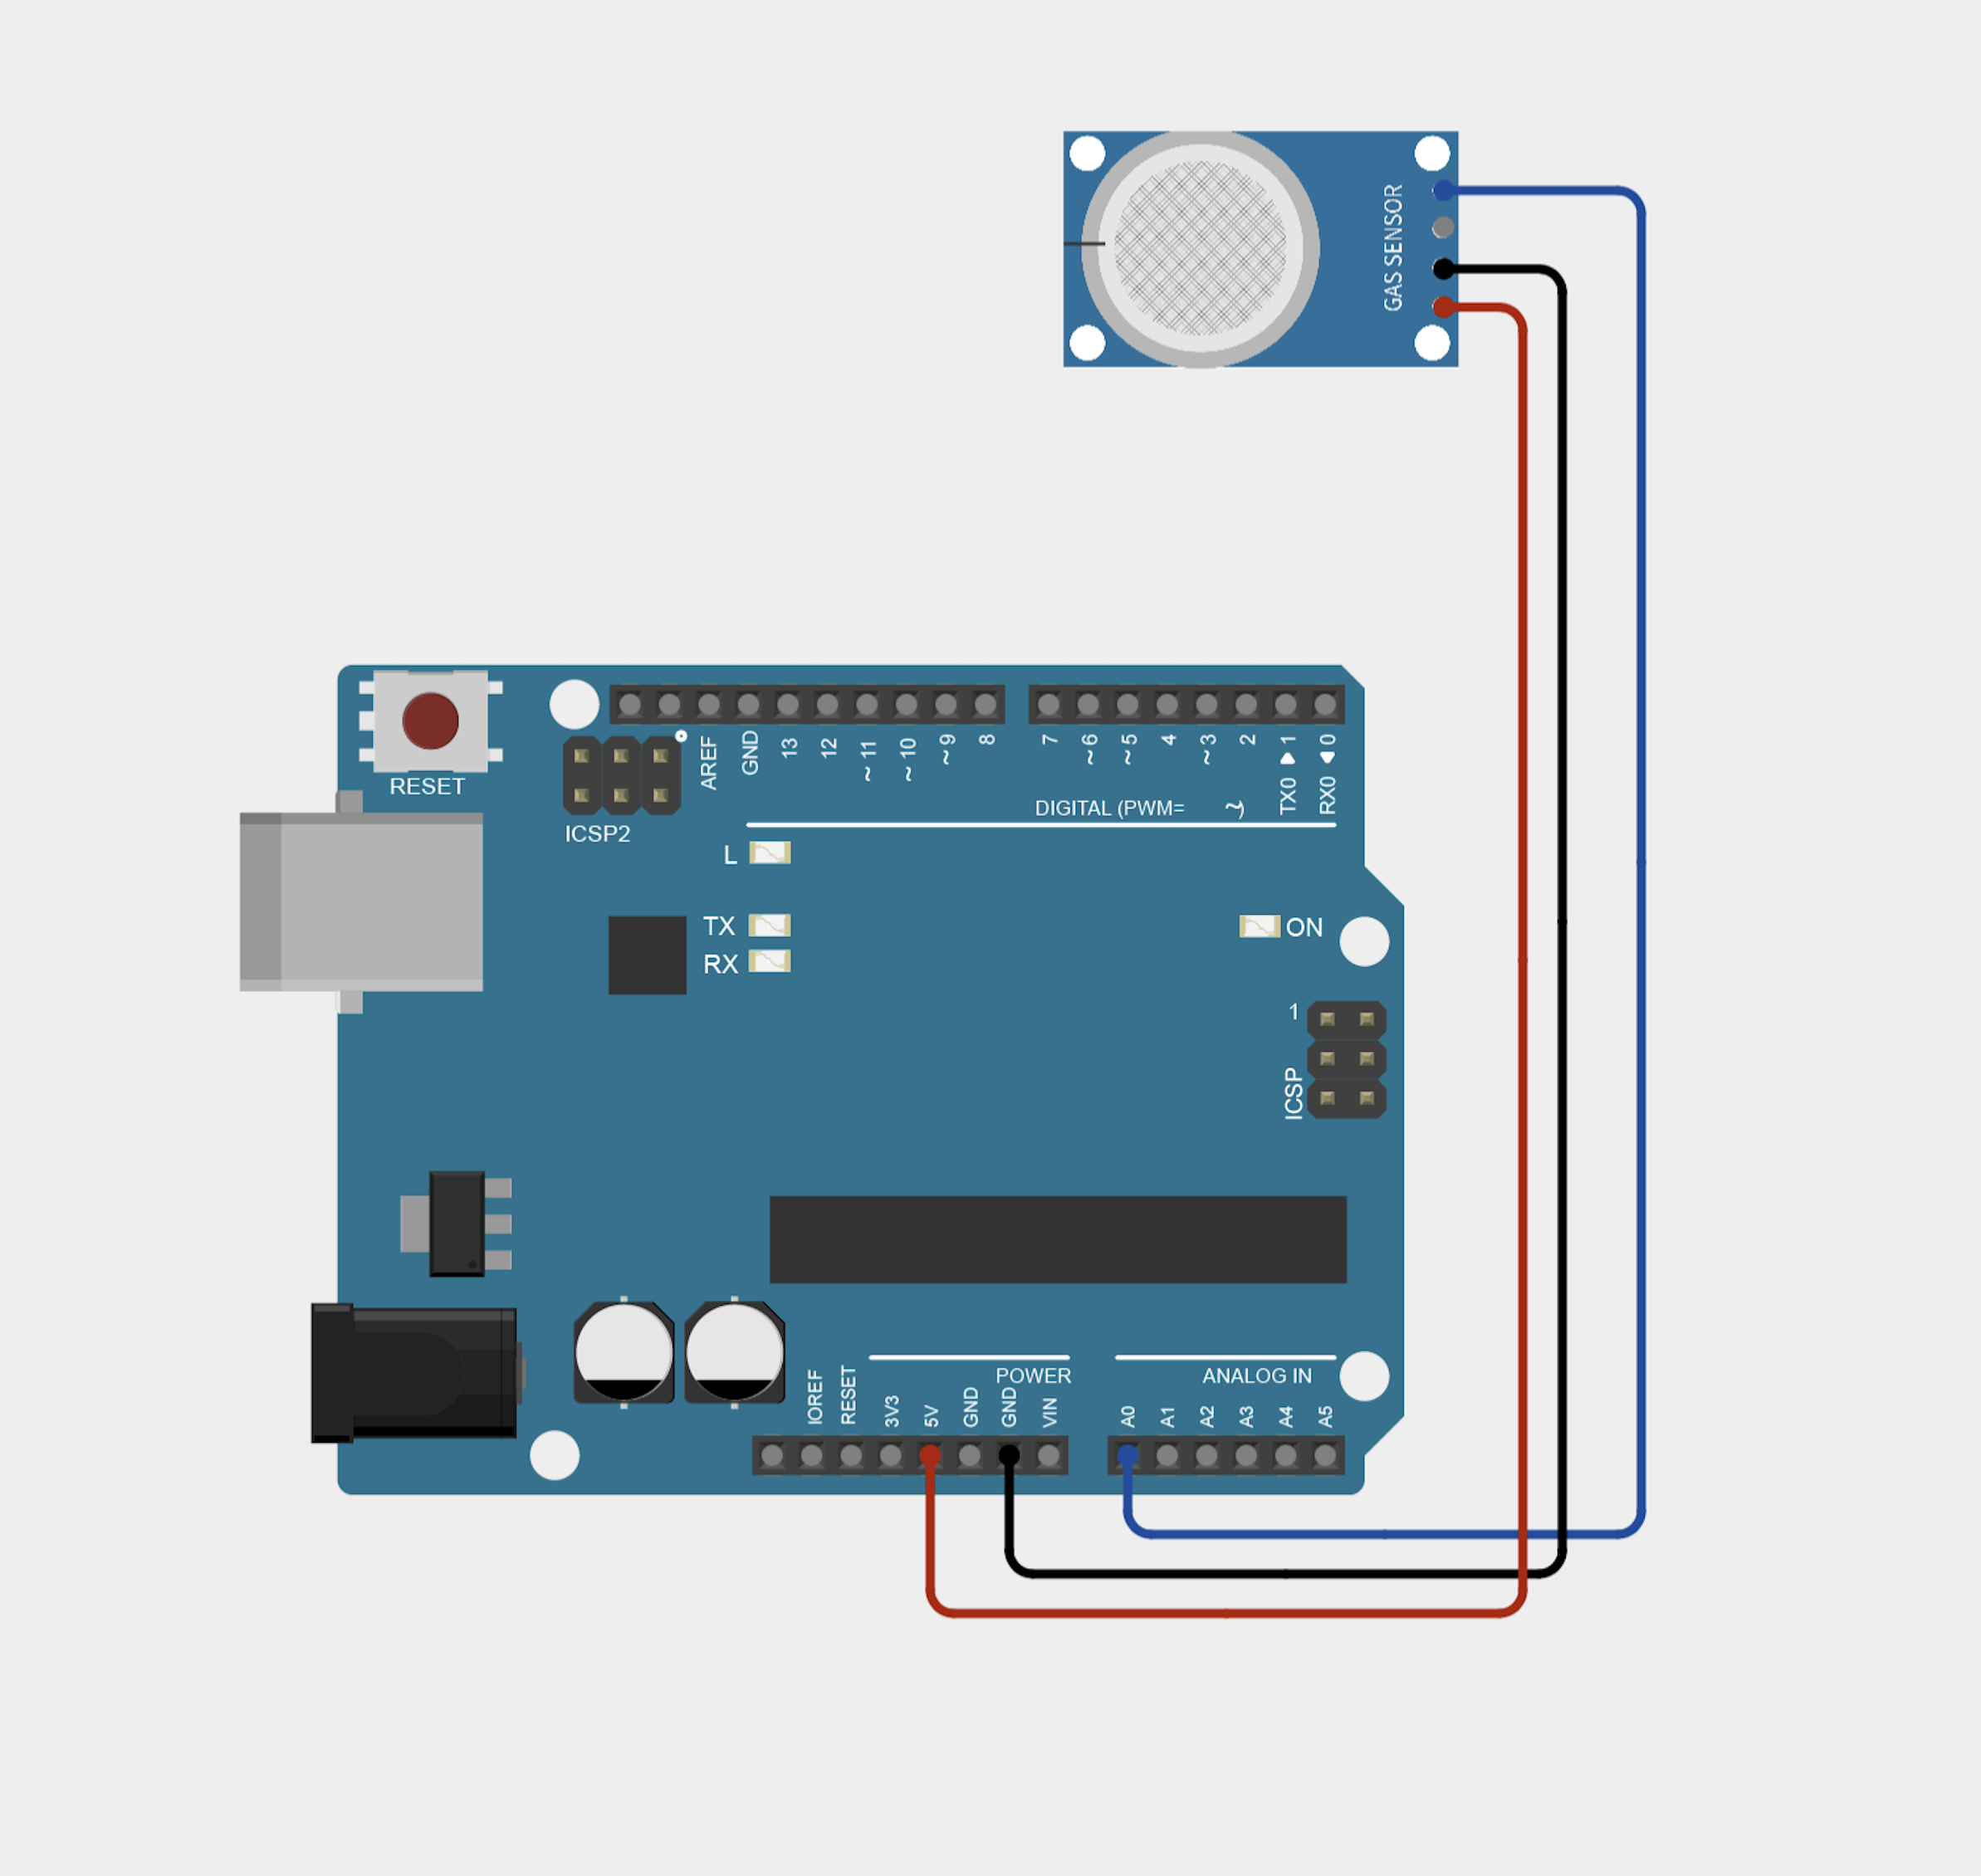 GAS SENSOR
RESET
ICSP2
AREF
GND
13
12
~ 11
~ 10
~ 9
8
7
~ 6
~ 5
4
~ 3
2
TX0 ▶ 1
RX0 ◀ 0
DIGITAL (PWM= ~)
L
TX
RX
ON
1
ICSP
POWER
ANALOG IN
IOREF
RESET
3V3
5V
GND
GND
VIN
A0
A1
A2
A3
A4
A5